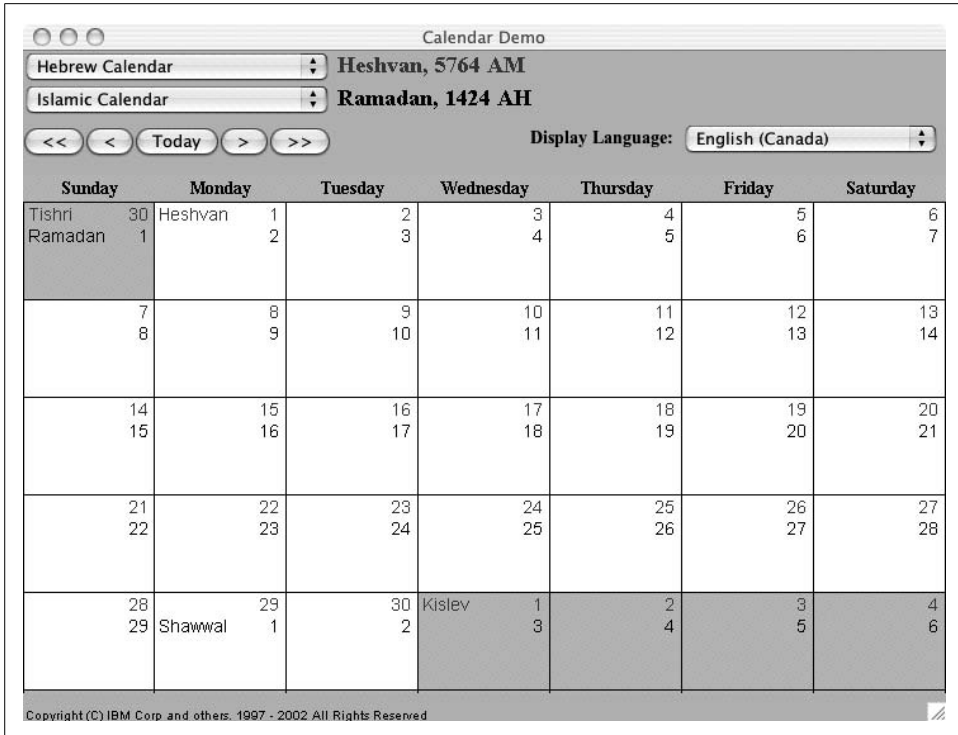 Calendar Demo
Hebrew Calendar Heshvan, 5764 AM
Islamic Calendar Ramadan, 1424 AH
<< < Today > >> Display Language: English (Canada)
Sunday Monday Tuesday Wednesday Thursday Friday Saturday
Tishri 30 Heshvan 1 2 3 4 5 6
Ramadan 1 2 3 4 5 6 7
7 8 9 10 11 12 13
8 9 10 11 12 13 14
14 15 16 17 18 19 20
15 16 17 18 19 20 21
21 22 23 24 25 26 27
22 23 24 25 26 27 28
28 29 30 Kislev 1 2 3 4
29 Shawwal 1 2 3 4 5 6
Copyright (C) IBM Corp and others. 1997 - 2002 All Rights Reserved